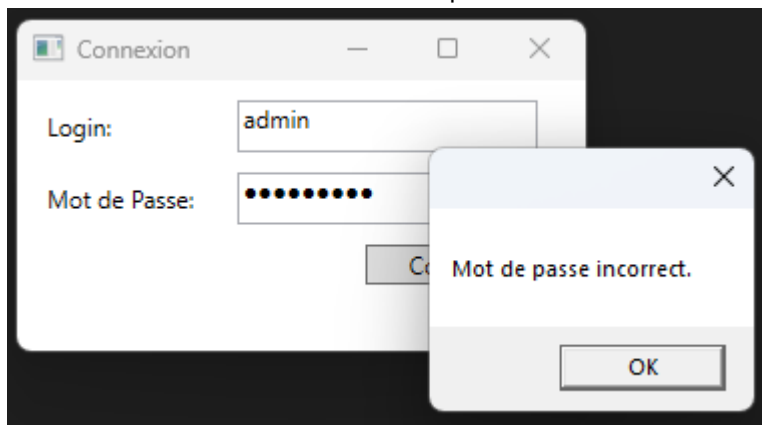 Connexion
Login:
admin
Mot de Passe:
•••••••••
Mot de passe incorrect.
OK